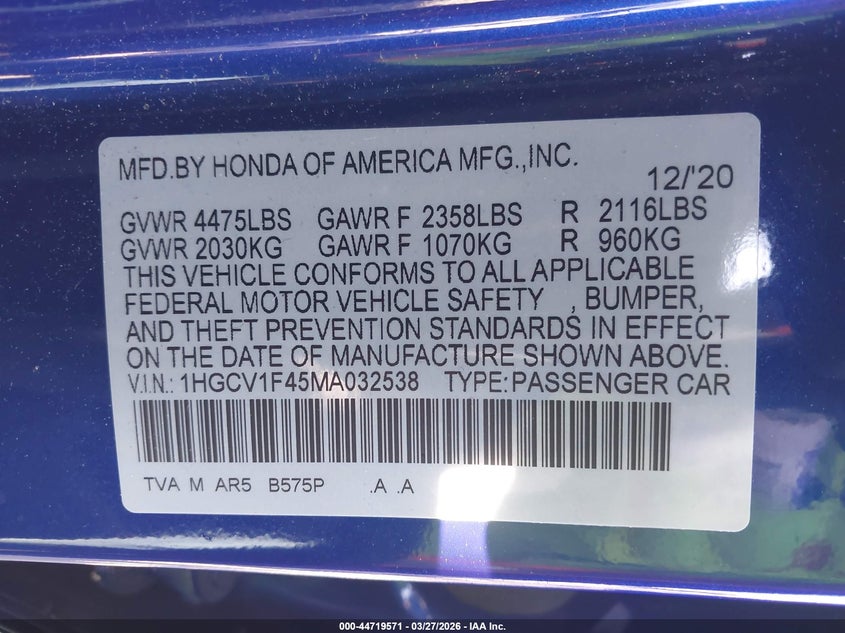 MFD.BY HONDA OF AMERICA MFG.,INC.
12/'20
GVWR 4475LBS GAWR F 2358LBS R 2116LBS
GVWR 2030KG GAWR F 1070KG R 960KG
THIS VEHICLE CONFORMS TO ALL APPLICABLE
FEDERAL MOTOR VEHICLE SAFETY , BUMPER,
AND THEFT PREVENTION STANDARDS IN EFFECT
ON THE DATE OF MANUFACTURE SHOWN ABOVE.
V.I.N.: 1HGCV1F45MA032538 TYPE: PASSENGER CAR
TVA M AR5 B575P .A .A
000-44719571 | 03/27/2026 - IAA Inc.